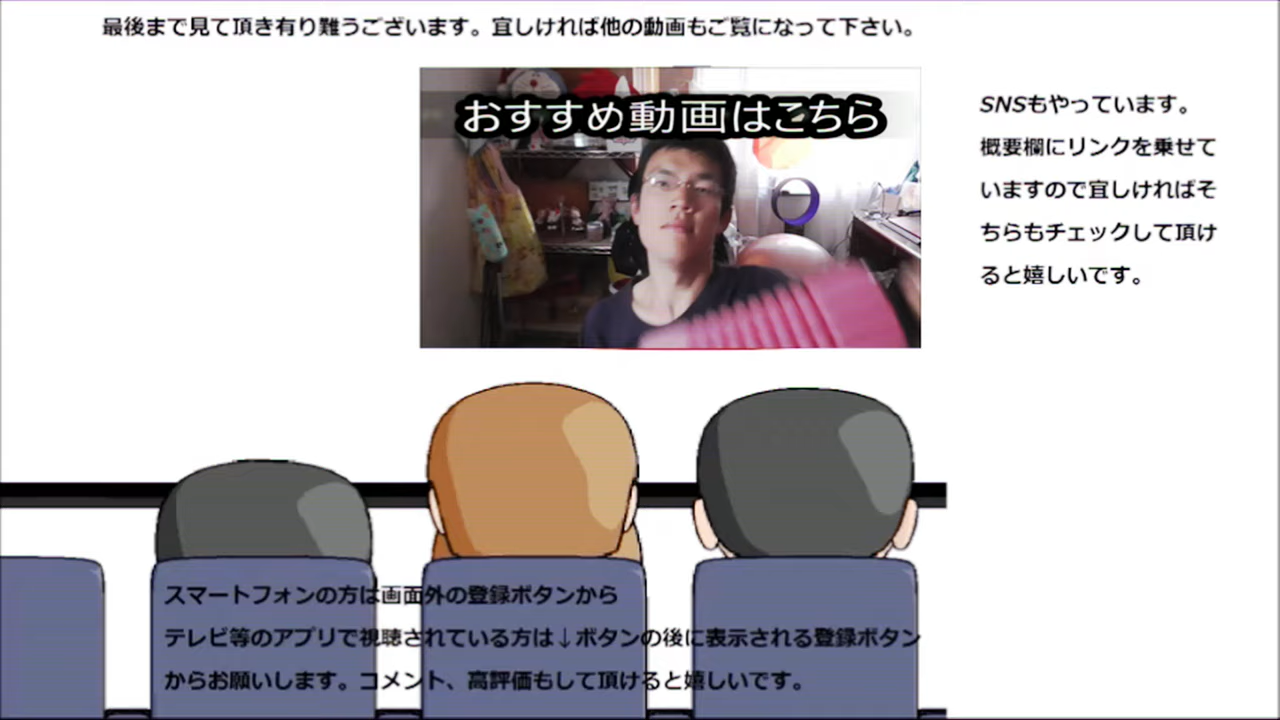 最後まで見て頂き有り難うございます。宜しければ他の動画もご覧になって下さい。
おすすめ動画はこちら
SNSもやっています。
概要欄にリンクを乗せて
いますので宜しければそ
ちらもチェックして頂け
ると嬉しいです。
スマートフォンの方は画面外の登録ボタンから
テレビ等のアプリで視聴されている方は↓ボタンの後に表示される登録ボタン
からお願いします。コメント、高評価もして頂けると嬉しいです。